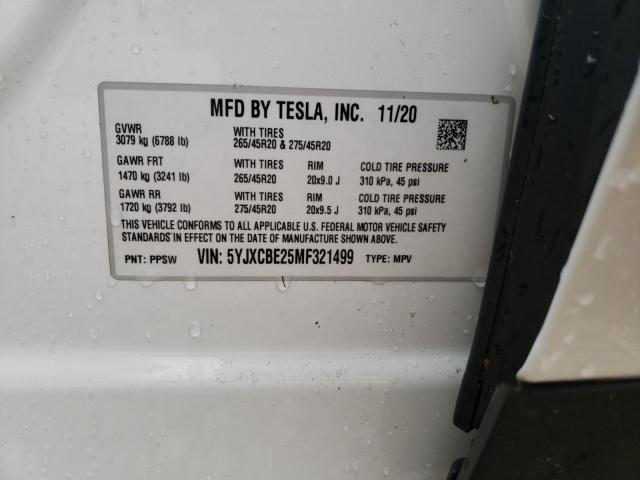 MFD BY TESLA, INC. 11/20
GVWR WITH TIRES
3079 kg (6788 lb) 265/45R20 & 275/45R20
GAWR FRT WITH TIRES RIM COLD TIRE PRESSURE
1470 kg (3241 lb) 265/45R20 20x9.0 J 310 kPa, 45 psi
GAWR RR WITH TIRES RIM COLD TIRE PRESSURE
1720 kg (3792 lb) 275/45R20 20x9.5 J 310 kPa, 45 psi
THIS VEHICLE CONFORMS TO ALL APPLICABLE U.S. FEDERAL MOTOR VEHICLE SAFETY
STANDARDS IN EFFECT ON THE DATE OF MANUFACTURE SHOWN ABOVE.
PNT: PPSW VIN: 5YJXCBE25MF321499 TYPE: MPV